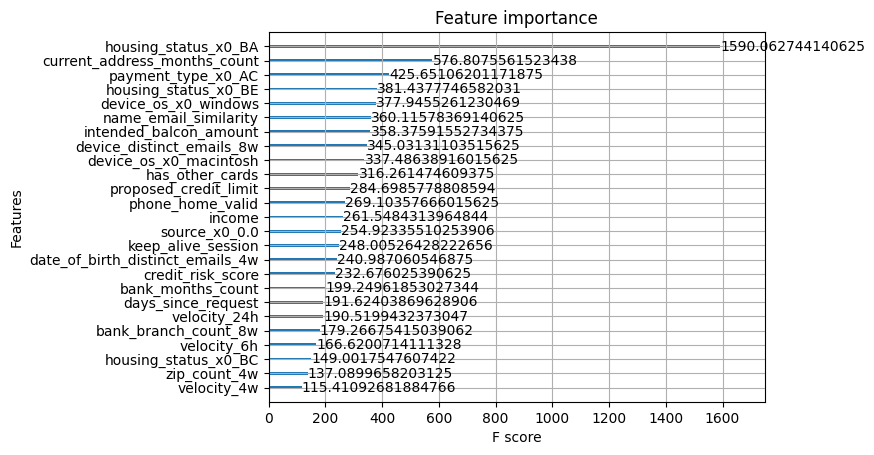 Feature importance
housing_status_x0_BA 1590.062744140625
current_address_months_count 576.8075561523438
payment_type_x0_AC 425.65106201171875
housing_status_x0_BE 381.4377746582031
device_os_x0_windows 377.9455261230469
name_email_similarity 360.11578369140625
intended_balcon_amount 358.37591552734375
device_distinct_emails_8w 345.03131103515625
device_os_x0_macintosh 337.48638916015625
has_other_cards 316.261474609375
proposed_credit_limit 284.6985778808594
phone_home_valid 269.10357666015625
income 261.5484313964844
source_x0_0.0 254.92335510253906
keep_alive_session 248.00526428222656
date_of_birth_distinct_emails_4w 240.987060546875
credit_risk_score 232.676025390625
bank_months_count 199.24961853027344
days_since_request 191.62403869628906
velocity_24h 190.5199432373047
bank_branch_count_8w 179.26675415039062
velocity_6h 166.6200714111328
housing_status_x0_BC 149.0017547607422
zip_count_4w 137.0899658203125
velocity_4w 115.41092681884766
Features
0 200 400 600 800 1000 1200 1400 1600
F score